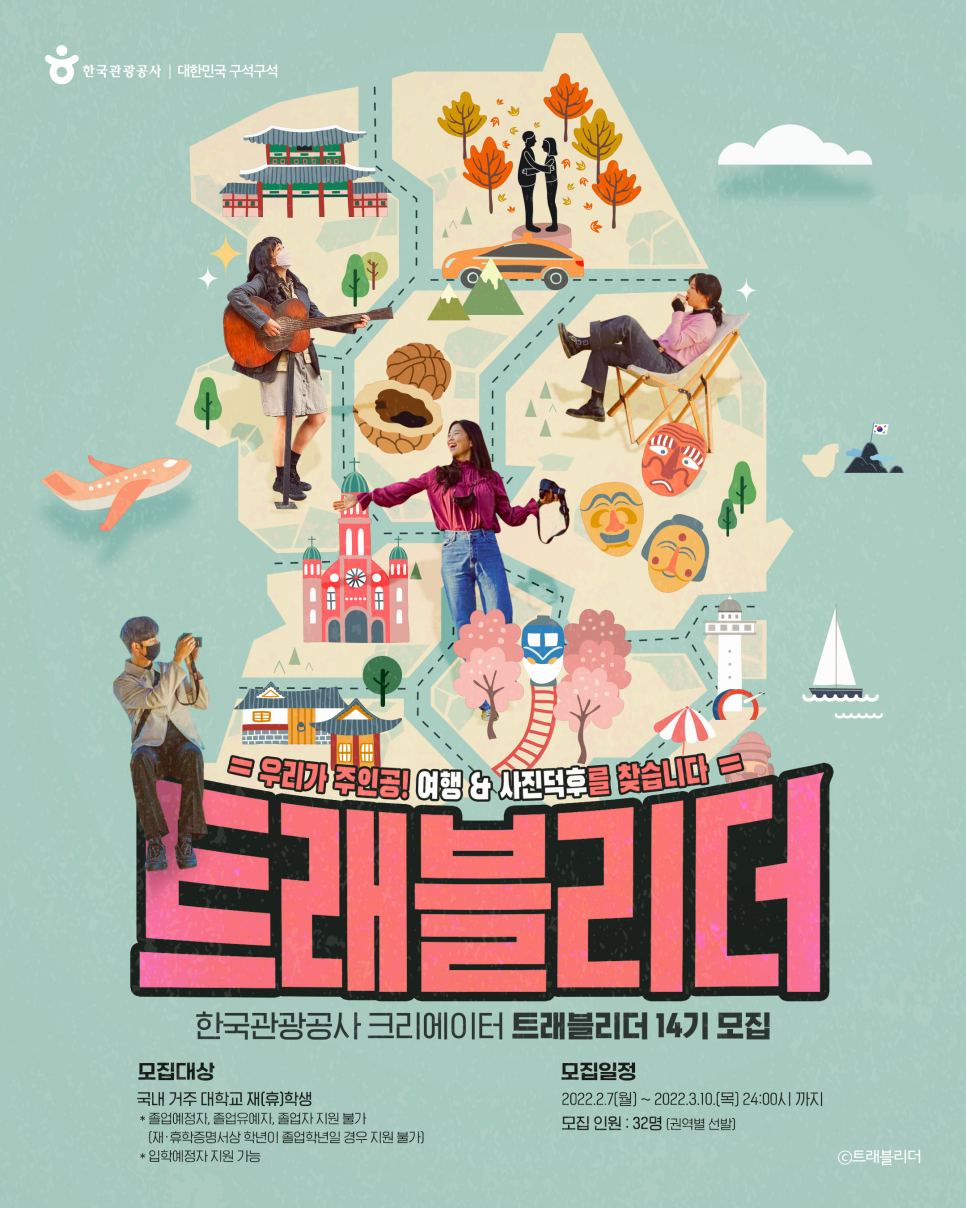 한국관광공사 | 대한민국 구석구석
= 우리가 주인공! 여행 & 사진덕후를 찾습니다 =
트래블리더
한국관광공사 크리에이터 트래블리더 14기 모집
모집대상
국내 거주 대학교 재(휴)학생
* 졸업예정자, 졸업유예자, 졸업자 지원 불가
(재·휴학증명서상 학년이 졸업학년일 경우 지원 불가)
* 입학예정자 지원 가능
모집일정
2022.2.7(월) ~ 2022.3.10.(목) 24:00시 까지
모집 인원 : 32명 (권역별 선발)
ⓒ트래블리더